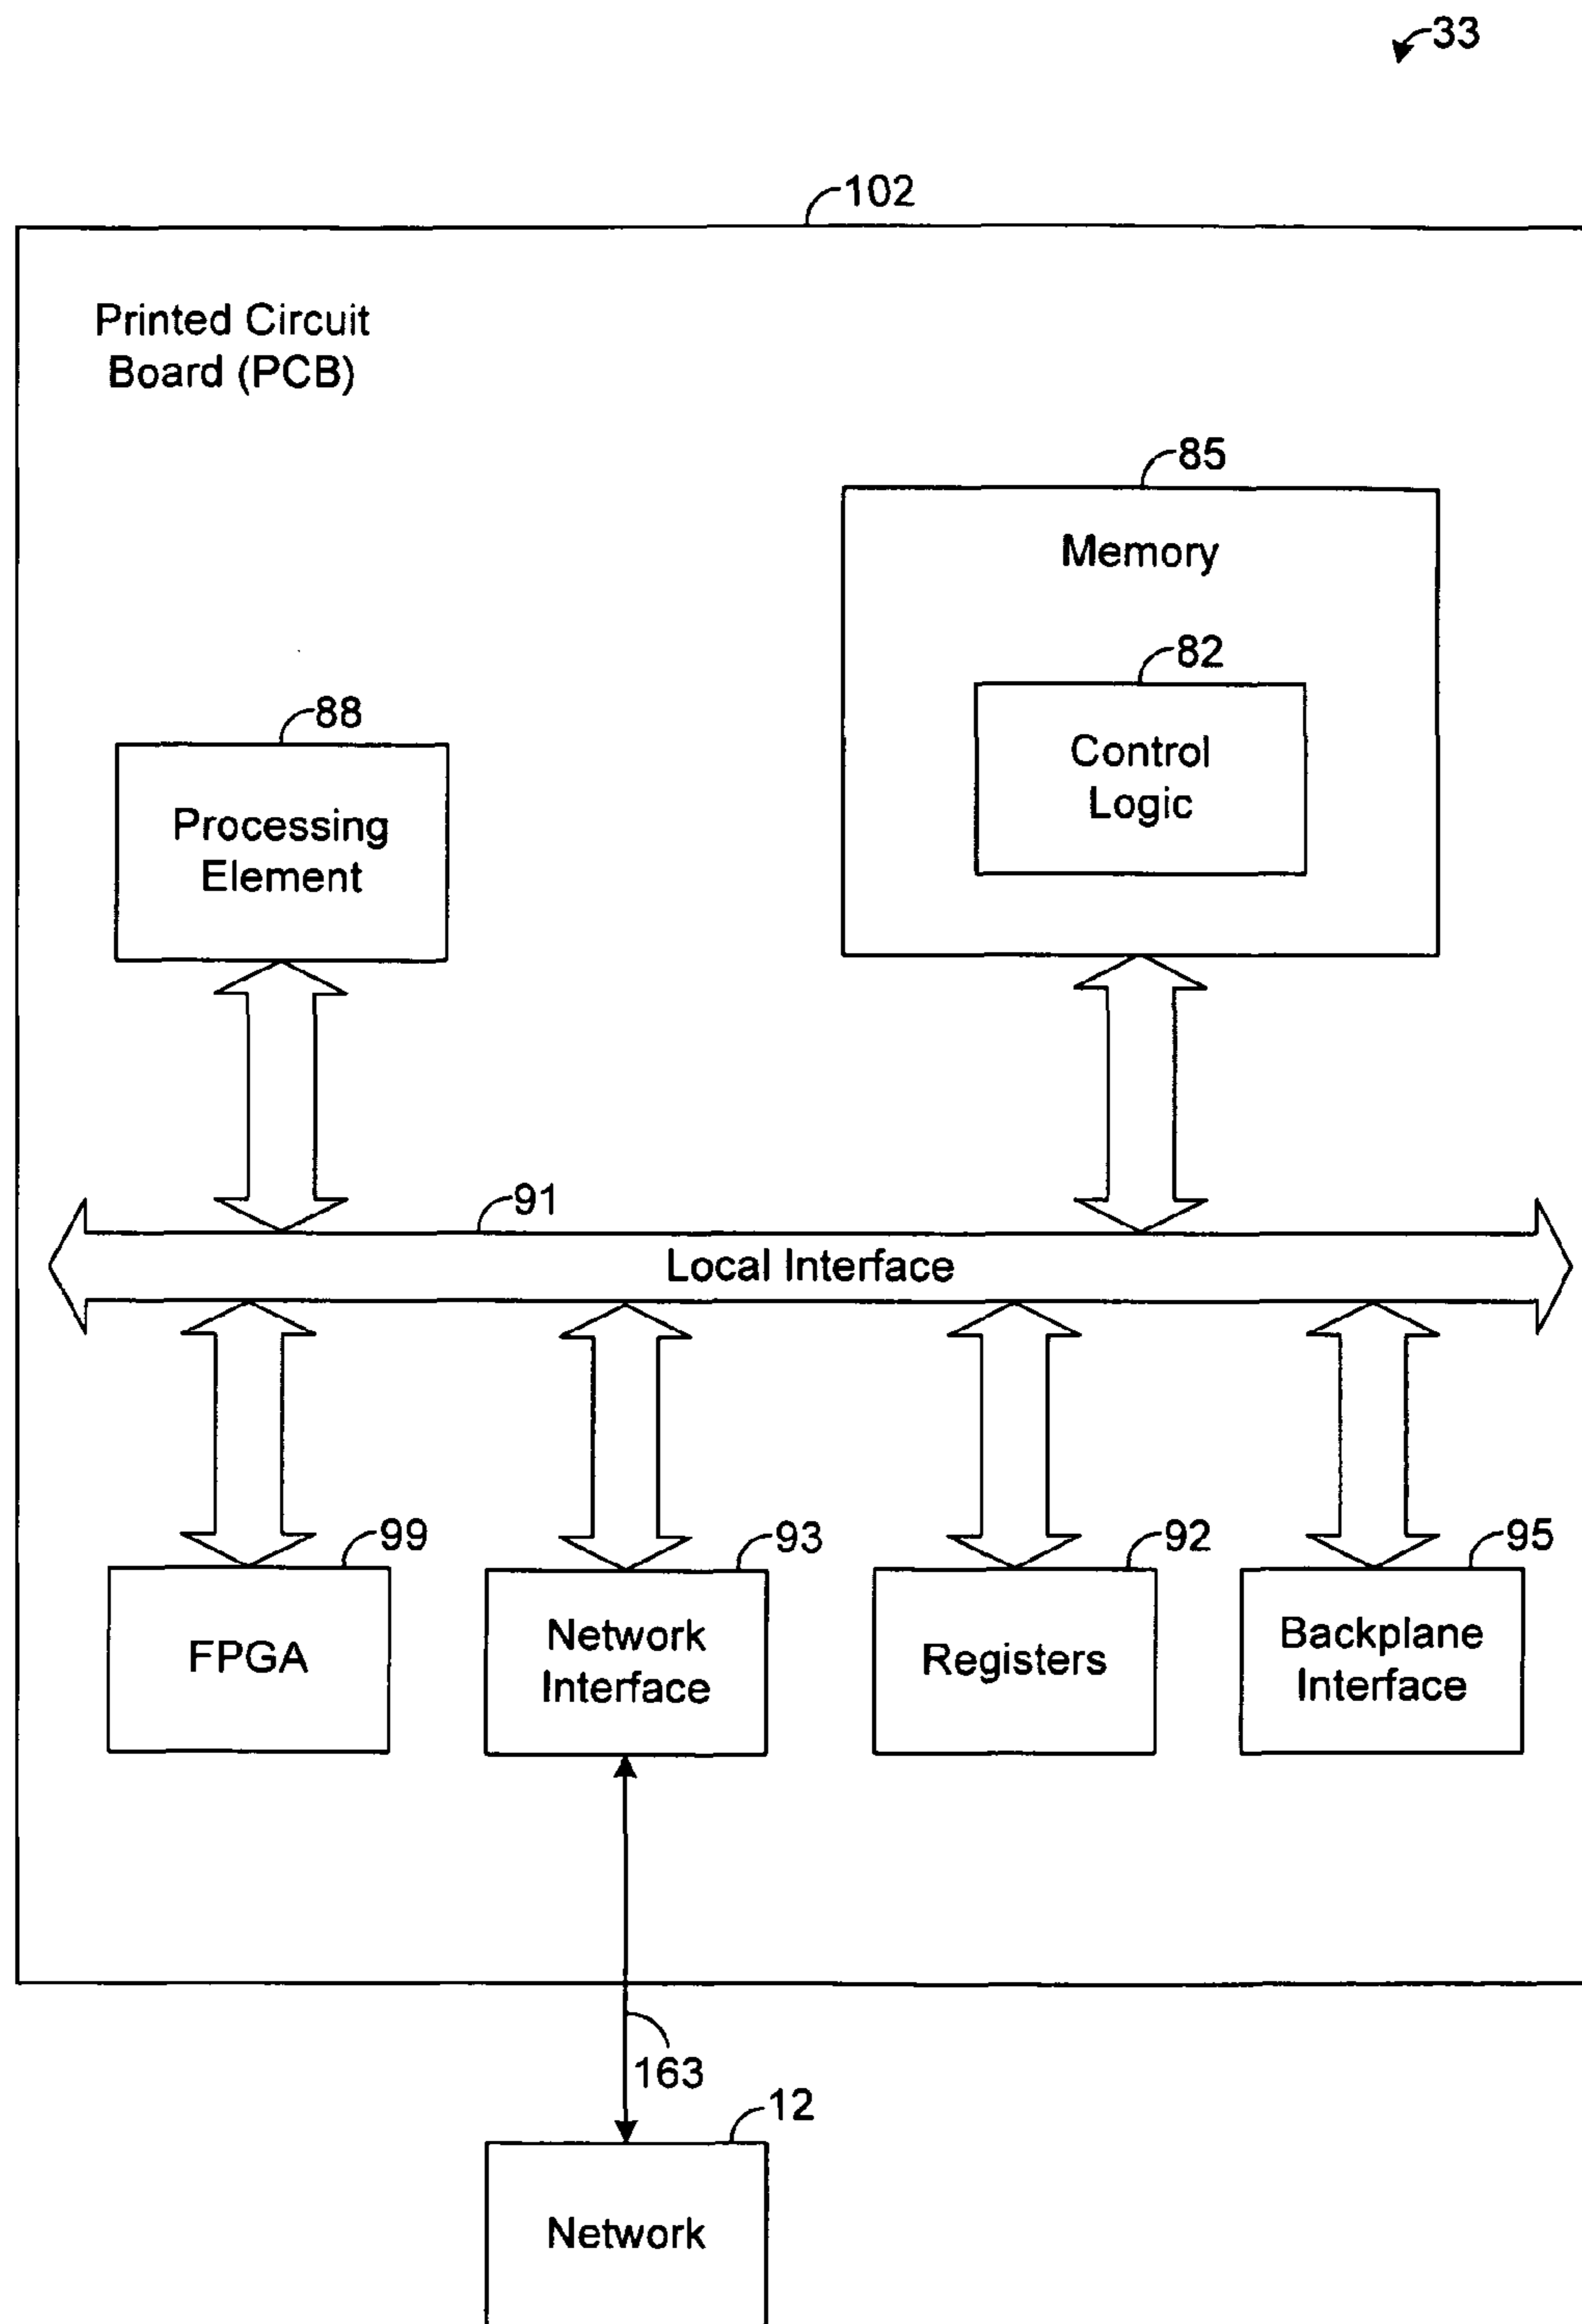 33
102
Printed Circuit
Board (PCB)
85
Memory
82
Control
Logic
88
Processing
Element
91
Local Interface
99
FPGA
93
Network
Interface
92
Registers
95
Backplane
Interface
163
12
Network